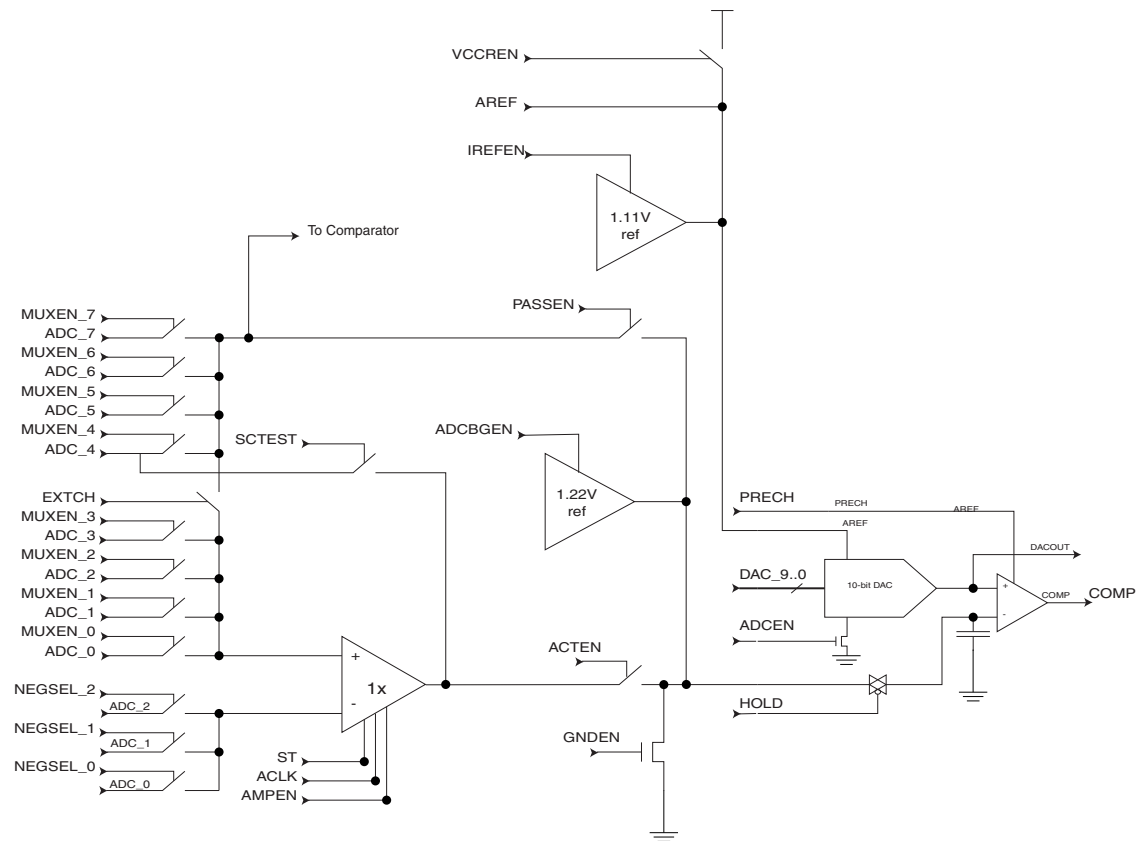 VCCREN
AREF
IREFEN
1.11V
ref
To Comparator
PASSEN
MUXEN_7
ADC_7
MUXEN_6
ADC_6
MUXEN_5
ADC_5
MUXEN_4
ADC_4
SCTEST
ADCBGEN
1.22V
ref
EXTCH
MUXEN_3
ADC_3
MUXEN_2
ADC_2
MUXEN_1
ADC_1
MUXEN_0
ADC_0
PRECH
PRECH
AREF
AREF
DACOUT
DAC_9..0
10-bit DAC
+
-
COMP
COMP
ADCEN
+
-
1x
ACTEN
NEGSEL_2
ADC_2
NEGSEL_1
ADC_1
NEGSEL_0
ADC_0
HOLD
GNDEN
ST
ACLK
AMPEN